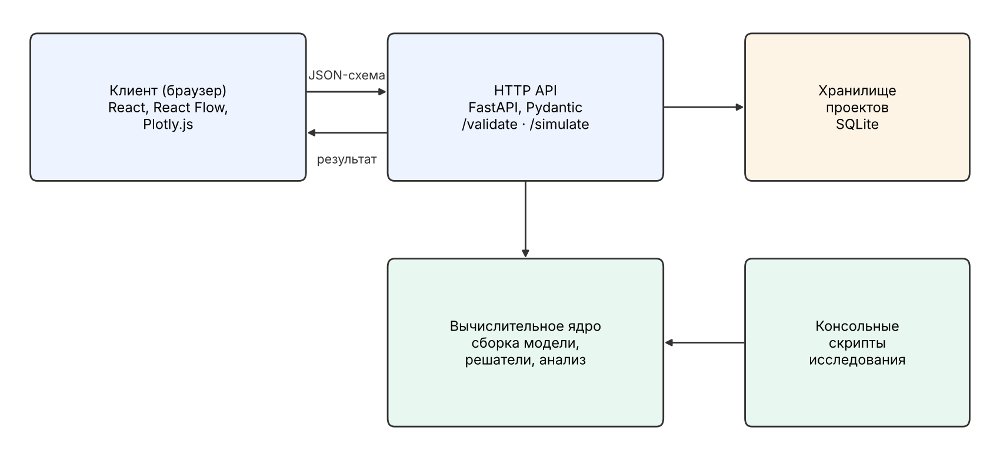 Клиент (браузер)
React, React Flow,
Plotly.js
JSON-схема
результат
HTTP API
FastAPI, Pydantic
/validate · /simulate
Хранилище
проектов
SQLite
Вычислительное ядро
сборка модели,
решатели, анализ
Консольные
скрипты
исследования